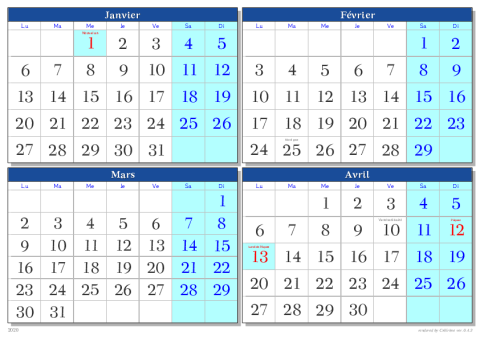 Janvier
Lu Ma Me Je Ve Sa Di
1 2 3 4 5
6 7 8 9 10 11 12
13 14 15 16 17 18 19
20 21 22 23 24 25 26
27 28 29 30 31
Février
Lu Ma Me Je Ve Sa Di
1 2
3 4 5 6 7 8 9
10 11 12 13 14 15 16
17 18 19 20 21 22 23
24 25 26 27 28 29
Mars
Lu Ma Me Je Ve Sa Di
1
2 3 4 5 6 7 8
9 10 11 12 13 14 15
16 17 18 19 20 21 22
23 24 25 26 27 28 29
30 31
Avril
Lu Ma Me Je Ve Sa Di
1 2 3 4 5
6 7 8 9 10 11 12
13 14 15 16 17 18 19
20 21 22 23 24 25 26
27 28 29 30
2020